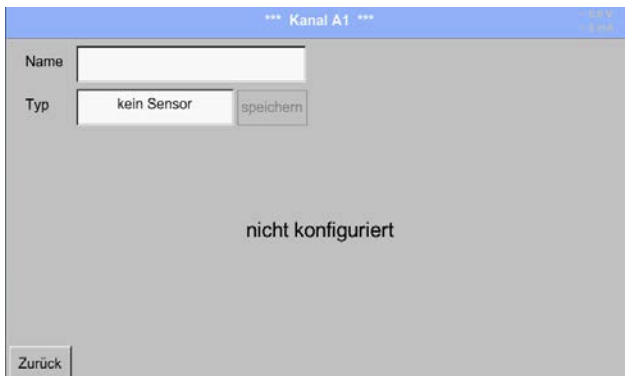 *** Kanal A1 ***
Name
Typ kein Sensor speichern
nicht konfiguriert
Zurück